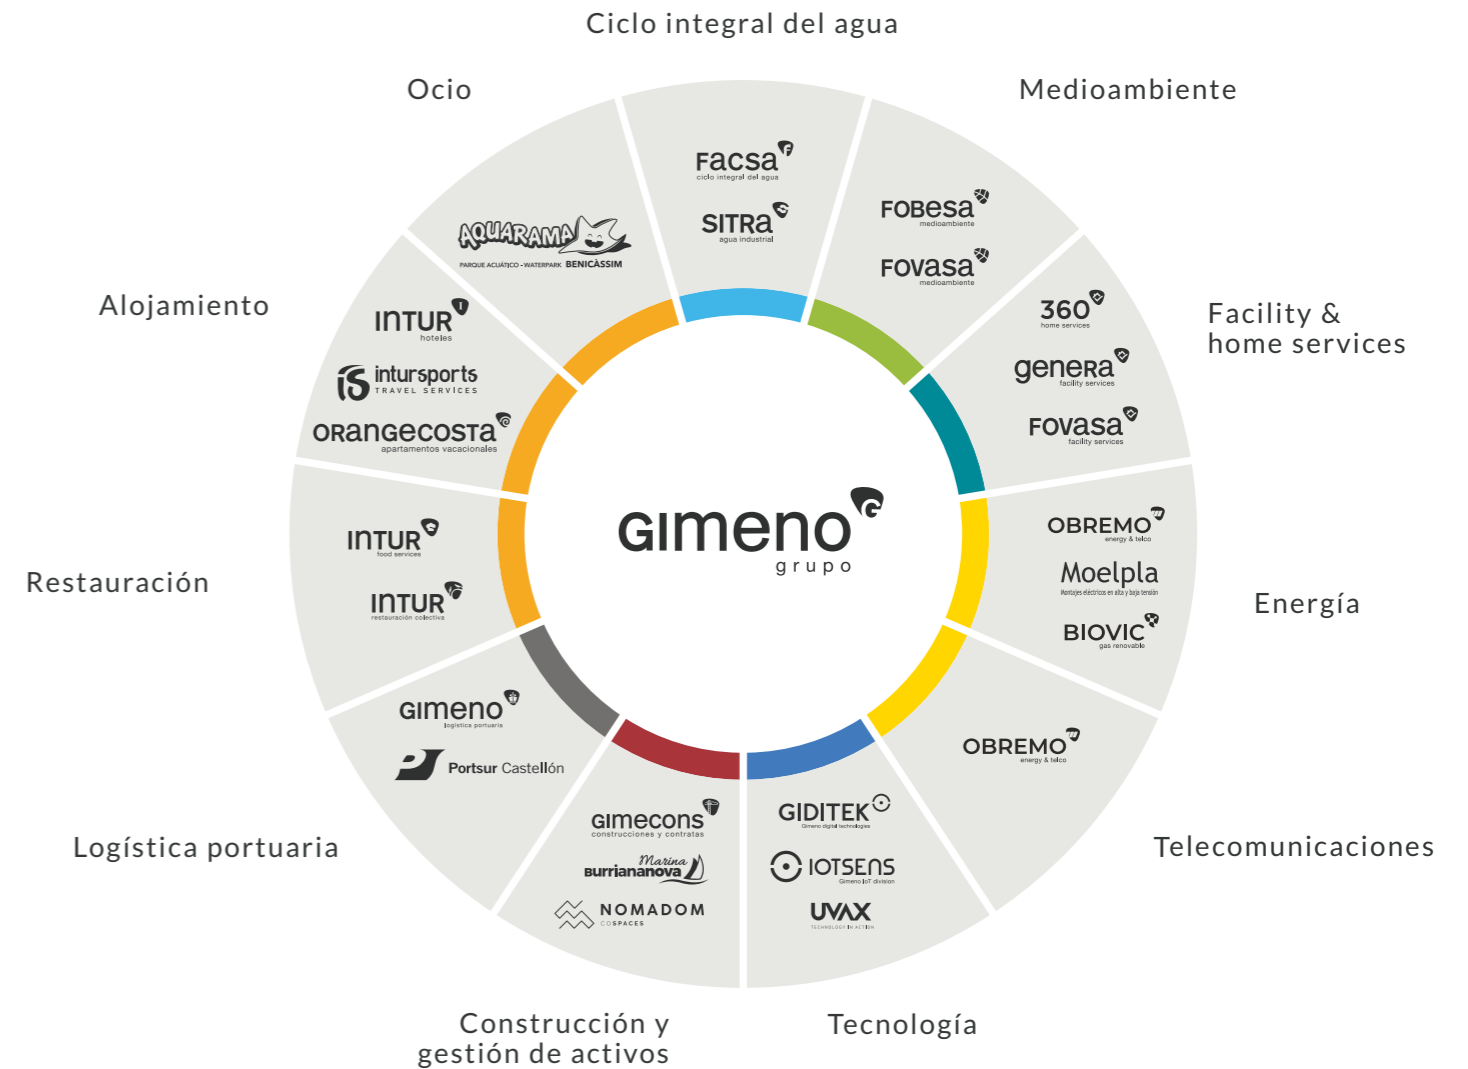 Ciclo integral del agua
FACSA
ciclo integral del agua
SITRA
agua industrial
Medioambiente
FOBESA
medioambiente
FOVASA
medioambiente
Facility &
home services
360
home services
GENERA
facility services
FOVASA
facility services
Energía
OBREMO
energy & telco
Moelpla
Montajes eléctricos en alta y baja tensión
BIOVIC
gas renovable
Telecomunicaciones
OBREMO
energy & telco
Tecnología
GIDITEK
Gimeno digital technologies
IOTSENS
Gimeno IoT division
UVAX
TECHNOLOGY IN ACTION
Construcción y
gestión de activos
GIMECONS
construcciones y contratas
Marina
BURRIANANOVA
NOMADOM
COSPACES
Logística portuaria
GIMENO
logística portuaria
Portsur Castellón
Restauración
INTUR
food services
INTUR
restauración colectiva
Alojamiento
INTUR
hoteles
intursports
TRAVEL SERVICES
ORANGECOSTA
apartamentos vacacionales
Ocio
AQUARAMA
PARQUE ACUÁTICO - WATERPARK BENICÀSSIM
GIMENO
grupo